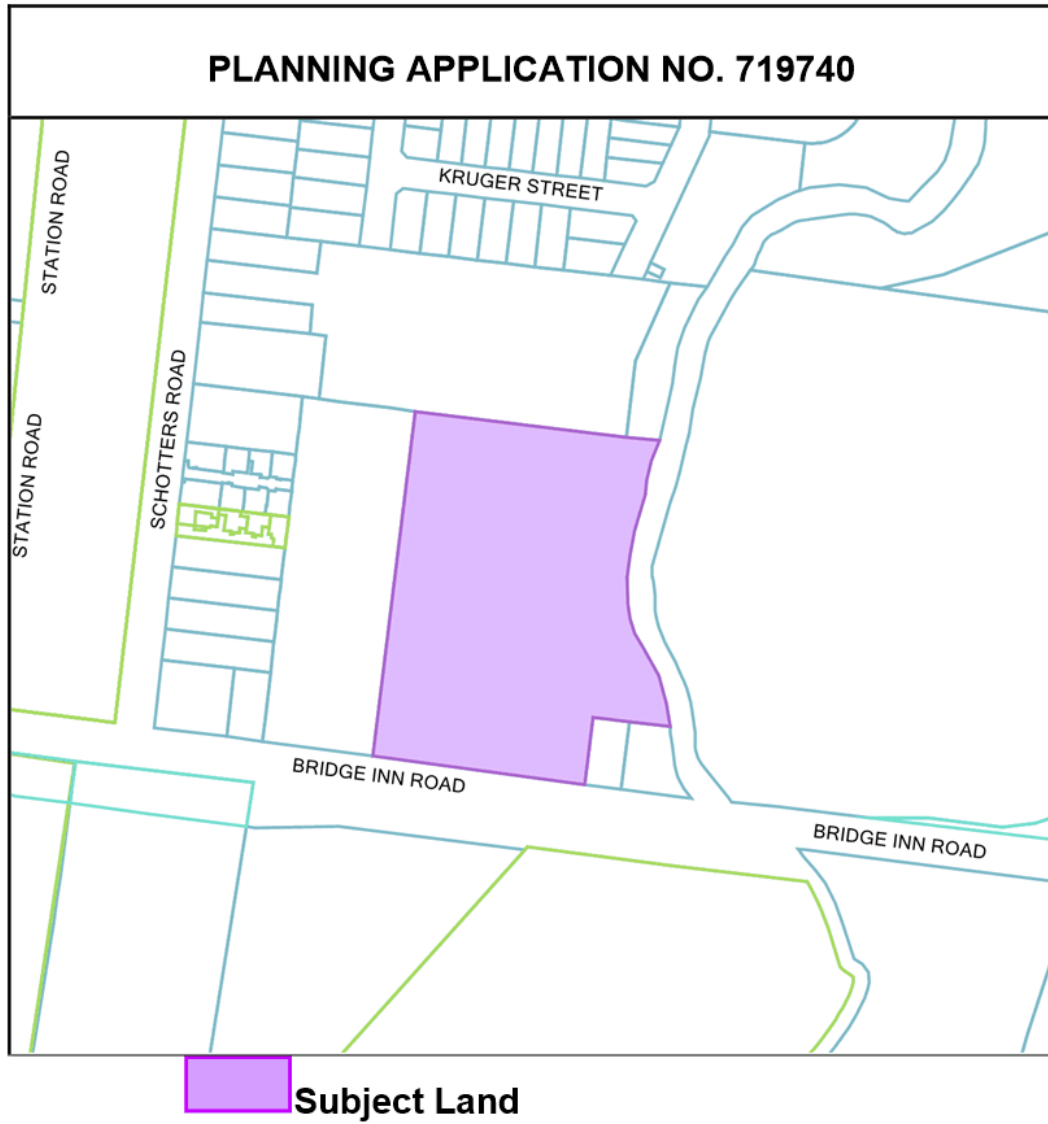 PLANNING APPLICATION NO. 719740
KRUGER STREET
STATION ROAD
SCHOTTERS ROAD
STATION ROAD
BRIDGE INN ROAD
BRIDGE INN ROAD
Subject Land